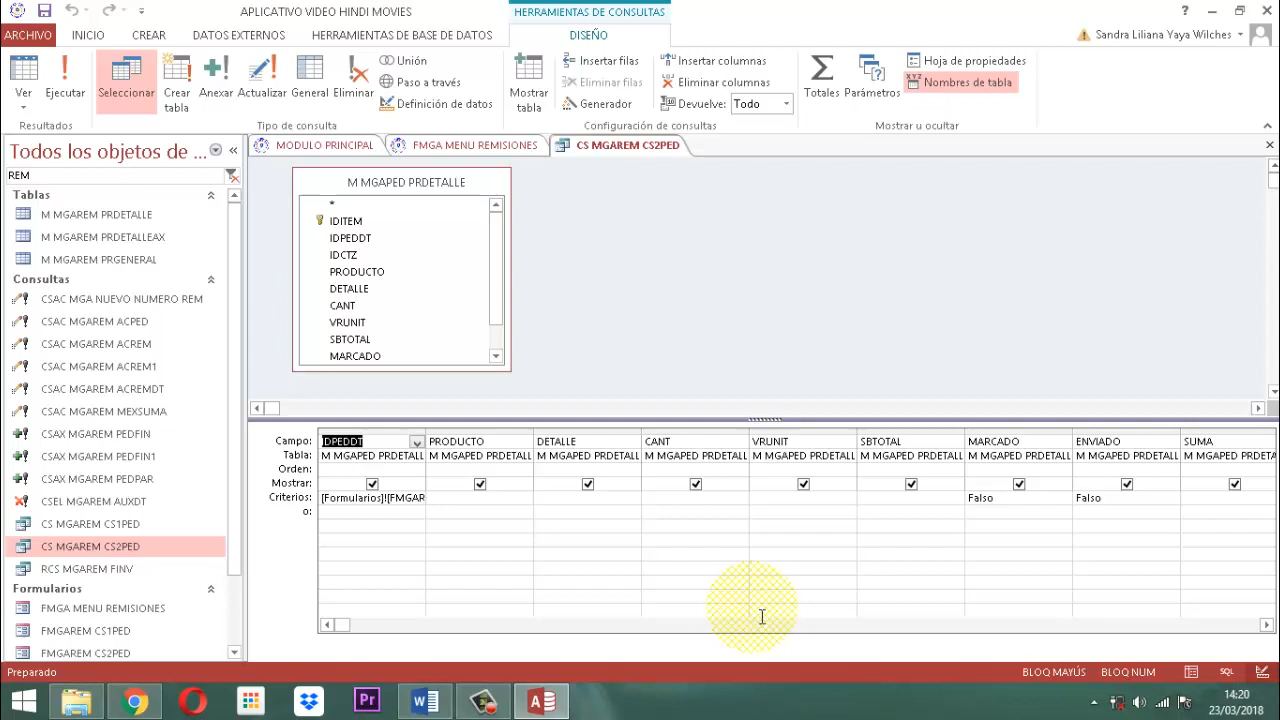 APLICATIVO VIDEO HINDI MOVIES
HERRAMIENTAS DE CONSULTAS
ARCHIVO INICIO CREAR DATOS EXTERNOS HERRAMIENTAS DE BASE DE DATOS DISEÑO
Sandra Liliana Yaya Wilches
Ver
Ejecutar
Seleccionar
Crear tabla
Anexar
Actualizar
General
Eliminar
Unión
Paso a través
Definición de datos
Mostrar tabla
Insertar filas
Eliminar filas
Generador
Insertar columnas
Eliminar columnas
Devuelve: Todo
Totales
Parámetros
Hoja de propiedades
Nombres de tabla
Resultados
Tipo de consulta
Configuración de consultas
Mostrar u ocultar
Todos los objetos de ...
REM
Tablas
M MGAREM PRDETALLE
M MGAREM PRDETALLEAX
M MGAREM PRGENERAL
Consultas
CSAC MGA NUEVO NUMERO REM
CSAC MGAREM ACPED
CSAC MGAREM ACREM
CSAC MGAREM ACREM1
CSAC MGAREM ACREMDT
CSAC MGAREM MEXSUMA
CSAX MGAREM PEDFIN
CSAX MGAREM PEDFIN1
CSAX MGAREM PEDPAR
CSEL MGAREM AUXDT
CS MGAREM CS1PED
CS MGAREM CS2PED
RCS MGAREM FINV
Formularios
FMGA MENU REMISIONES
FMGAREM CS1PED
FMGAREM CS2PED
MODULO PRINCIPAL
FMGA MENU REMISIONES
CS MGAREM CS2PED
M MGAPED PRDETALLE
*
IDITEM
IDPEDDT
IDCTZ
PRODUCTO
DETALLE
CANT
VRUNIT
SBTOTAL
MARCADO
Campo: IDPEDDT PRODUCTO DETALLE CANT VRUNIT SBTOTAL MARCADO ENVIADO SUMA
Tabla: M MGAPED PRDETALL M MGAPED PRDETALL M MGAPED PRDETALL M MGAPED PRDETALL M MGAPED PRDETALL M MGAPED PRDETALL M MGAPED PRDETALL M MGAPED PRDETALL M MGAPED PRDETA
Orden:
Mostrar:
Criterios: [Formularios]![FMGAR Falso Falso
o:
Preparado
BLOQ MAYÚS BLOQ NUM SQL
14:20
23/03/2018